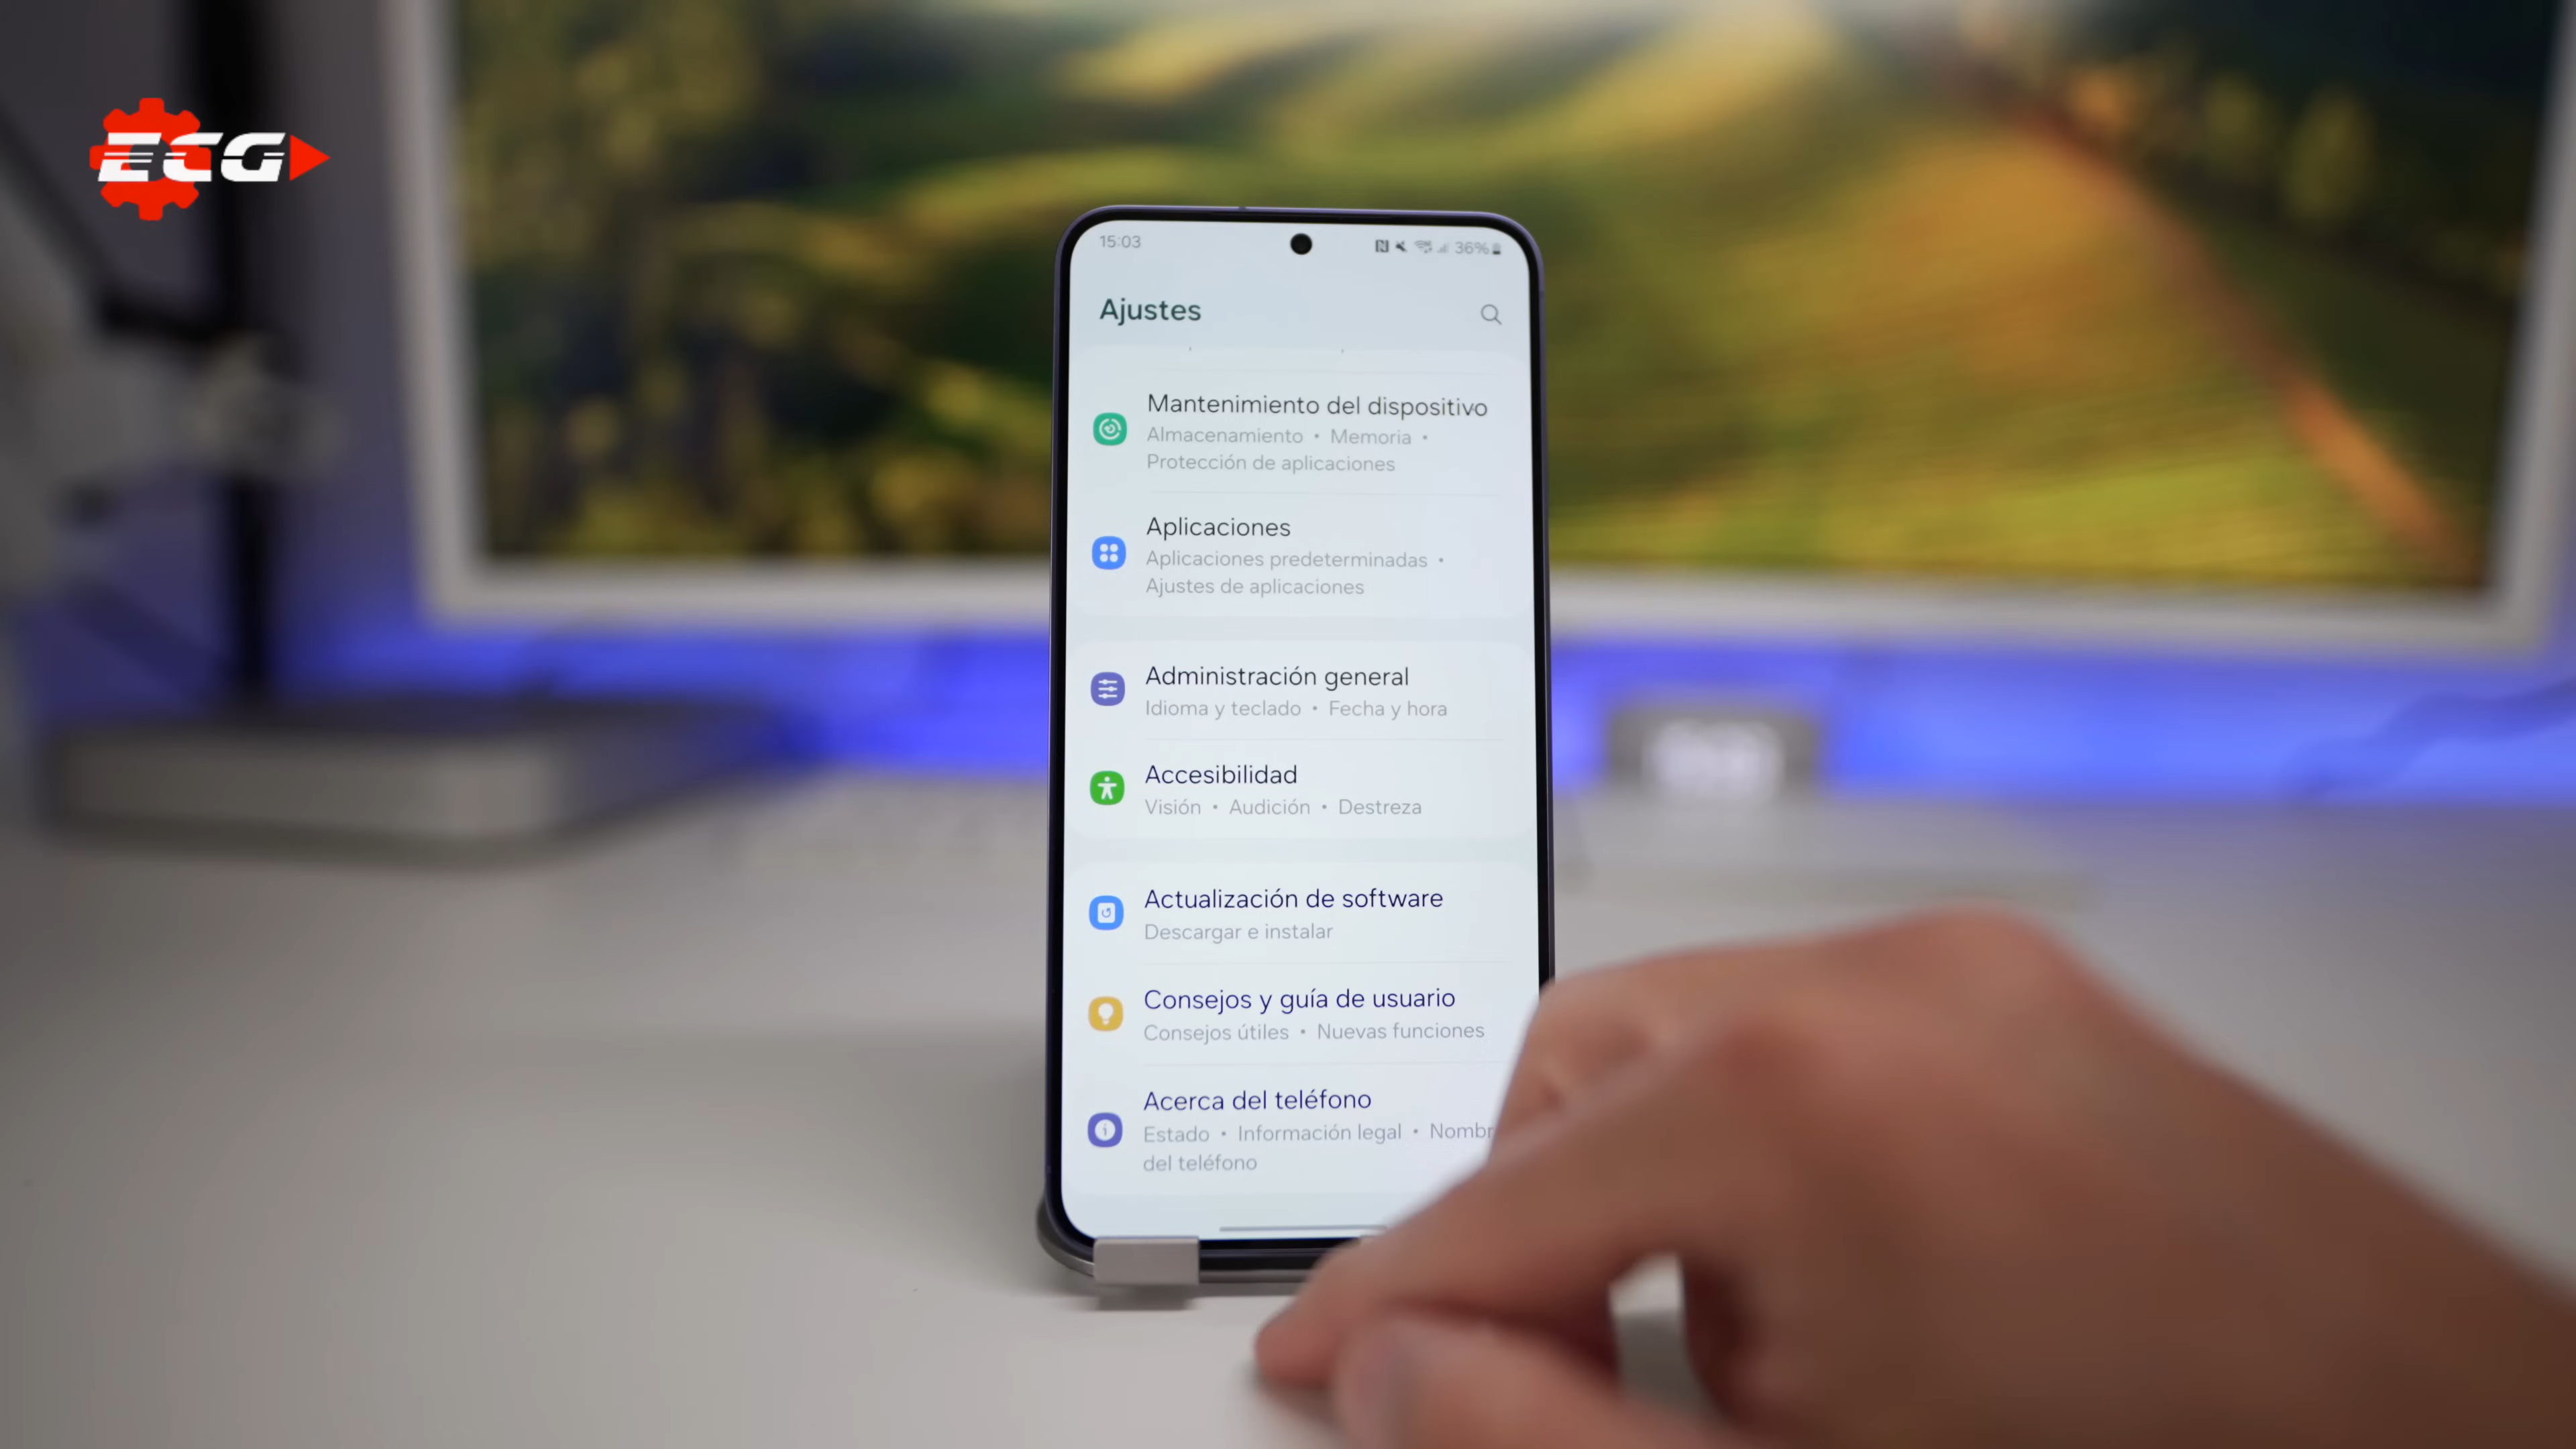 ECG
15:03
36%
Ajustes
Mantenimiento del dispositivo
Almacenamiento • Memoria •
Protección de aplicaciones
Aplicaciones
Aplicaciones predeterminadas •
Ajustes de aplicaciones
Administración general
Idioma y teclado • Fecha y hora
Accesibilidad
Visión • Audición • Destreza
Actualización de software
Descargar e instalar
Consejos y guía de usuario
Consejos útiles • Nuevas funciones
Acerca del teléfono
Estado • Información legal • Nombr
del teléfono